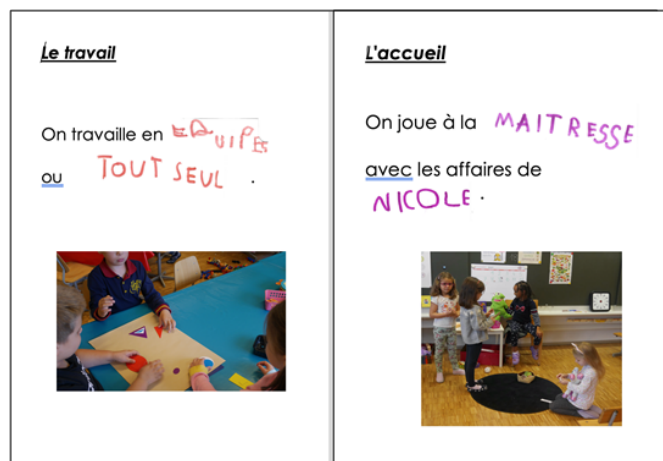 Le travail
On travaille en EQUIPES
ou TOUT SEUL .
L'accueil
On joue à la MAITRESSE
avec les affaires de
NICOLE .